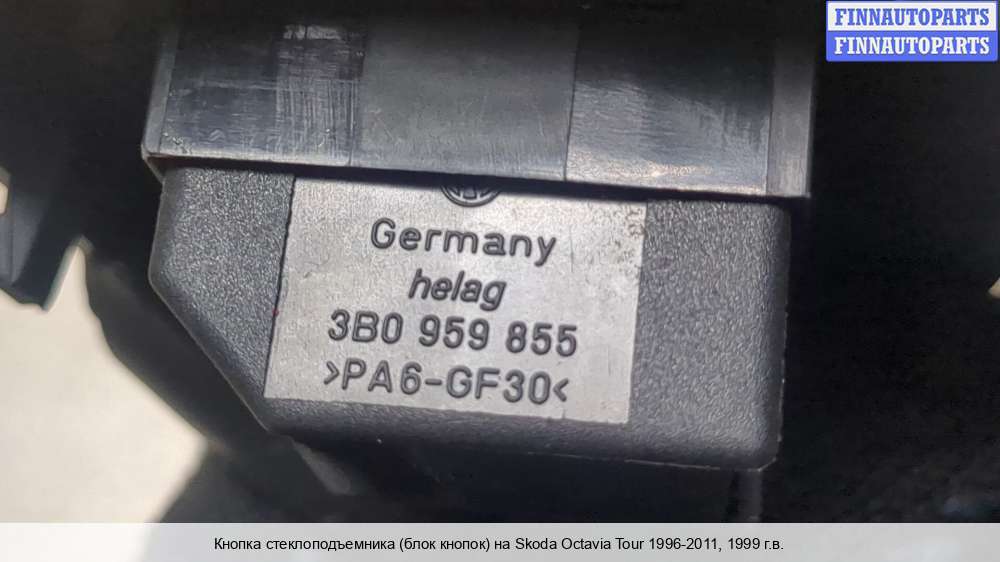 FINNAUTOPARTS
FINNAUTOPARTS
Germany
helag
3B0 959 855
>PA6-GF30<
Кнопка стеклоподъемника (блок кнопок) на Skoda Octavia Tour 1996-2011, 1999 г.в.